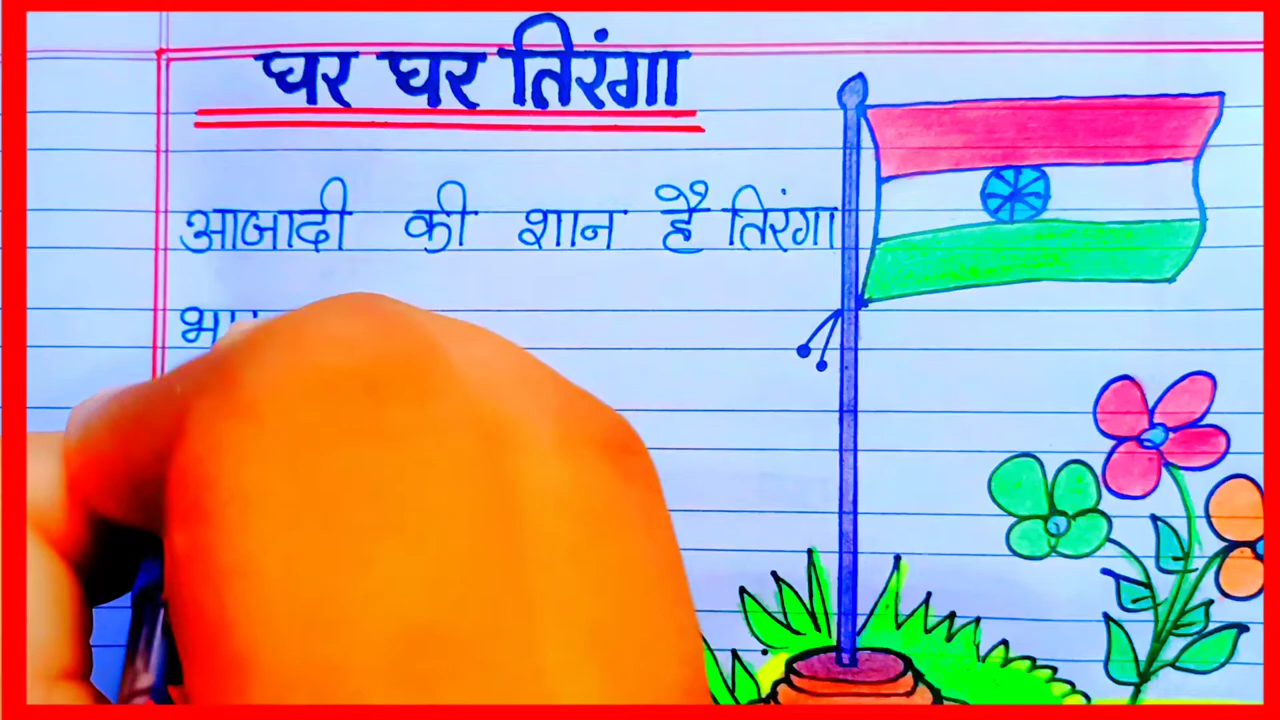 घर घर तिरंगा
आजादी की शान है तिरंगा